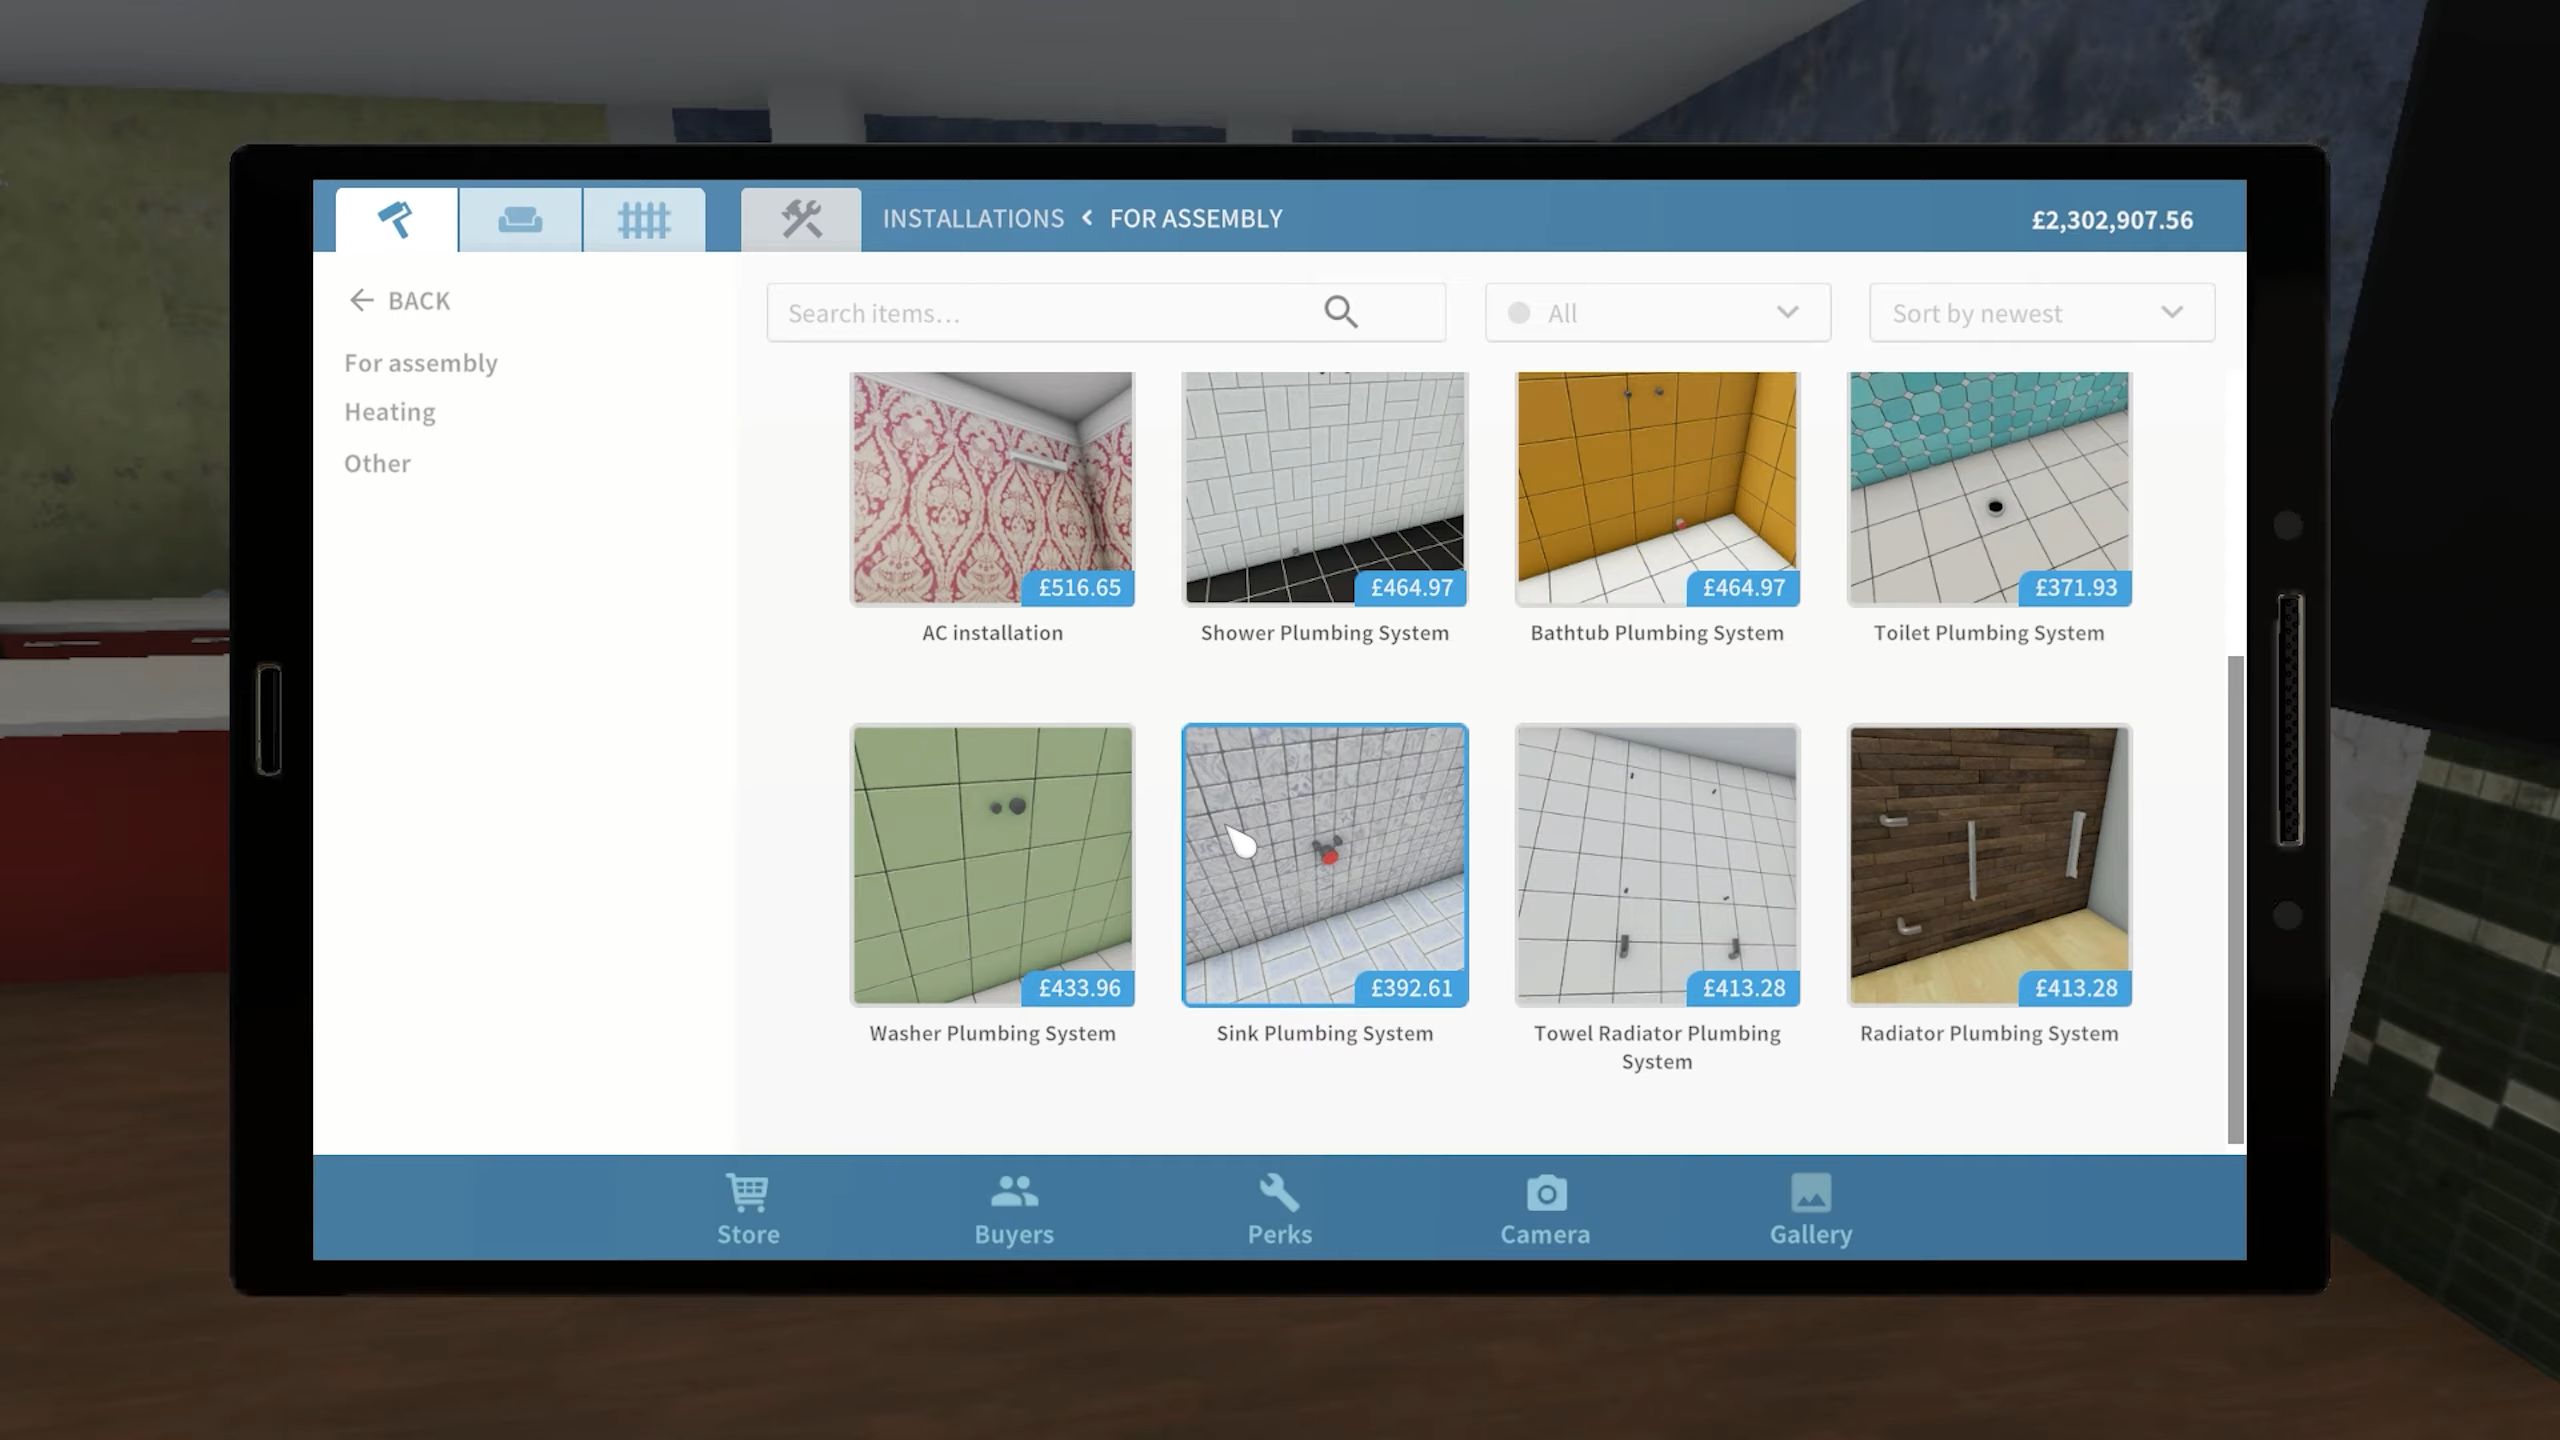 INSTALLATIONS < FOR ASSEMBLY
£2,302,907.56
BACK
For assembly
Heating
Other
Search items...
All
Sort by newest
£516.65
£464.97
£464.97
£371.93
AC installation
Shower Plumbing System
Bathtub Plumbing System
Toilet Plumbing System
£433.96
£392.61
£413.28
£413.28
Washer Plumbing System
Sink Plumbing System
Towel Radiator Plumbing
System
Radiator Plumbing System
Store
Buyers
Perks
Camera
Gallery